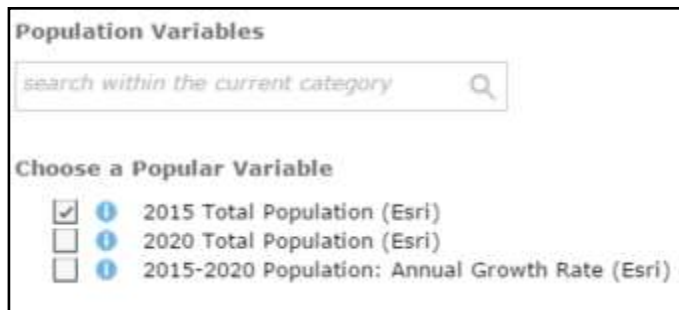 Population Variables
search within the current category
Choose a Popular Variable
2015 Total Population (Esri)
2020 Total Population (Esri)
2015-2020 Population: Annual Growth Rate (Esri)